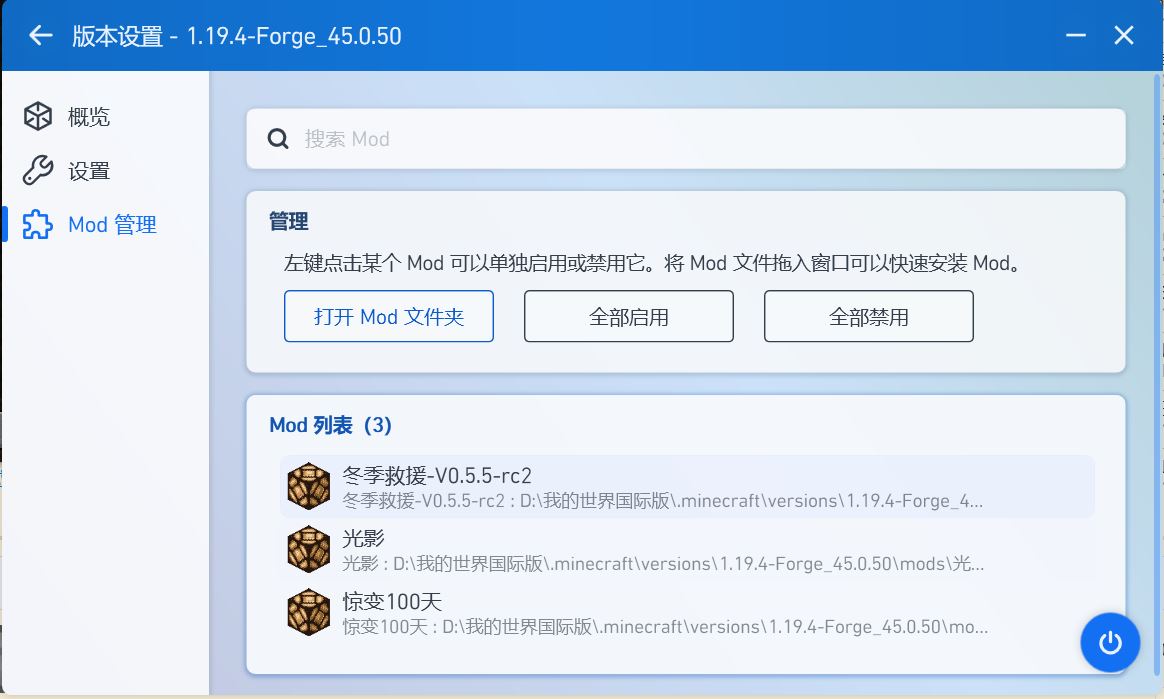 版本设置 - 1.19.4-Forge_45.0.50
概览
设置
Mod 管理
搜索 Mod
管理
左键点击某个 Mod 可以单独启用或禁用它。将 Mod 文件拖入窗口可以快速安装 Mod。
打开 Mod 文件夹 全部启用 全部禁用
Mod 列表（3）
冬季救援-V0.5.5-rc2
冬季救援-V0.5.5-rc2 : D:\我的世界国际版\.minecraft\versions\1.19.4-Forge_4...
光影
光影 : D:\我的世界国际版\.minecraft\versions\1.19.4-Forge_45.0.50\mods\光...
惊变100天
惊变100天 : D:\我的世界国际版\.minecraft\versions\1.19.4-Forge_45.0.50\mo...